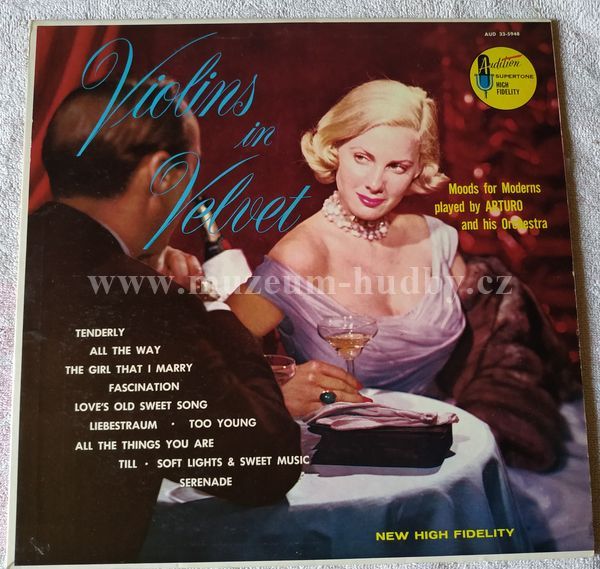 AUD 33-5948
Violins
in
Velvet
Audition
SUPERTONE
HIGH
FIDELITY
Moods for Moderns
played by ARTURO
and his Orchestra
www.muzeum-hudby.cz
TENDERLY
ALL THE WAY
THE GIRL THAT I MARRY
FASCINATION
LOVE'S OLD SWEET SONG
LIEBESTRAUM · TOO YOUNG
ALL THE THINGS YOU ARE
TILL · SOFT LIGHTS & SWEET MUSIC
SERENADE
NEW HIGH FIDELITY